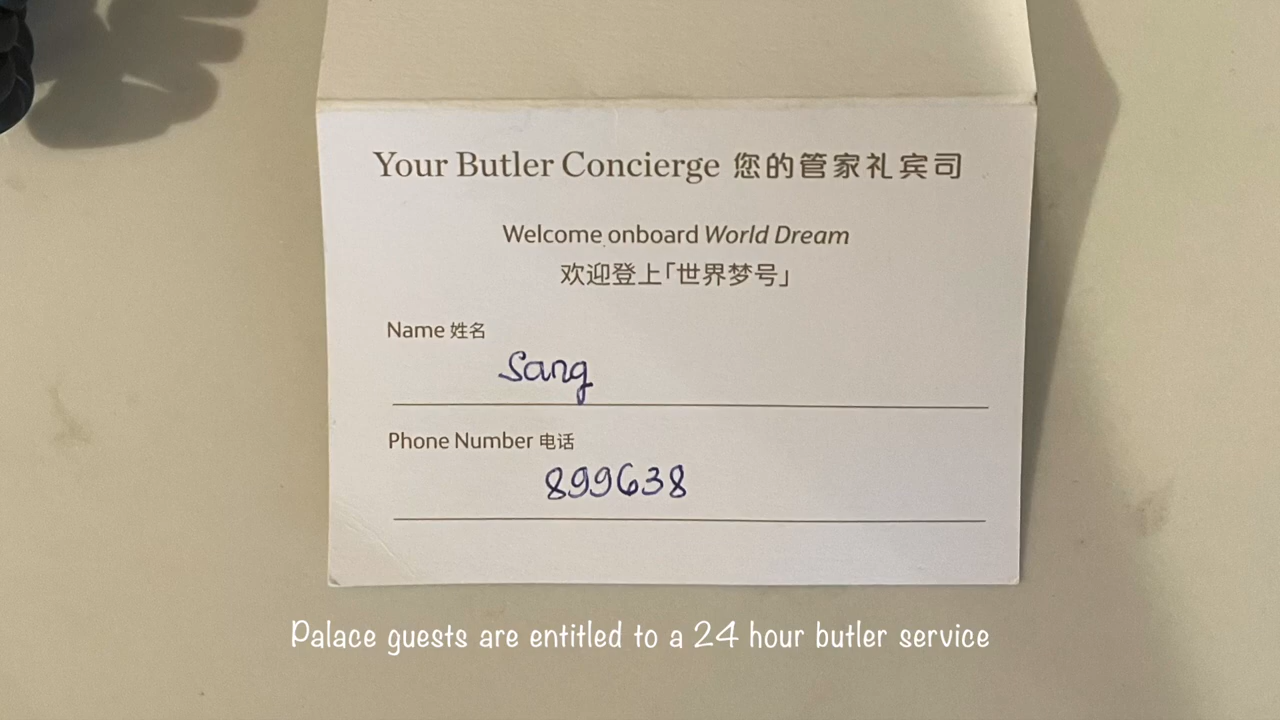 Your Butler Concierge 您的管家礼宾司
Welcome onboard World Dream
欢迎登上「世界梦号」
Name 姓名
Sang
Phone Number 电话
899638
Palace guests are entitled to a 24 hour butler service